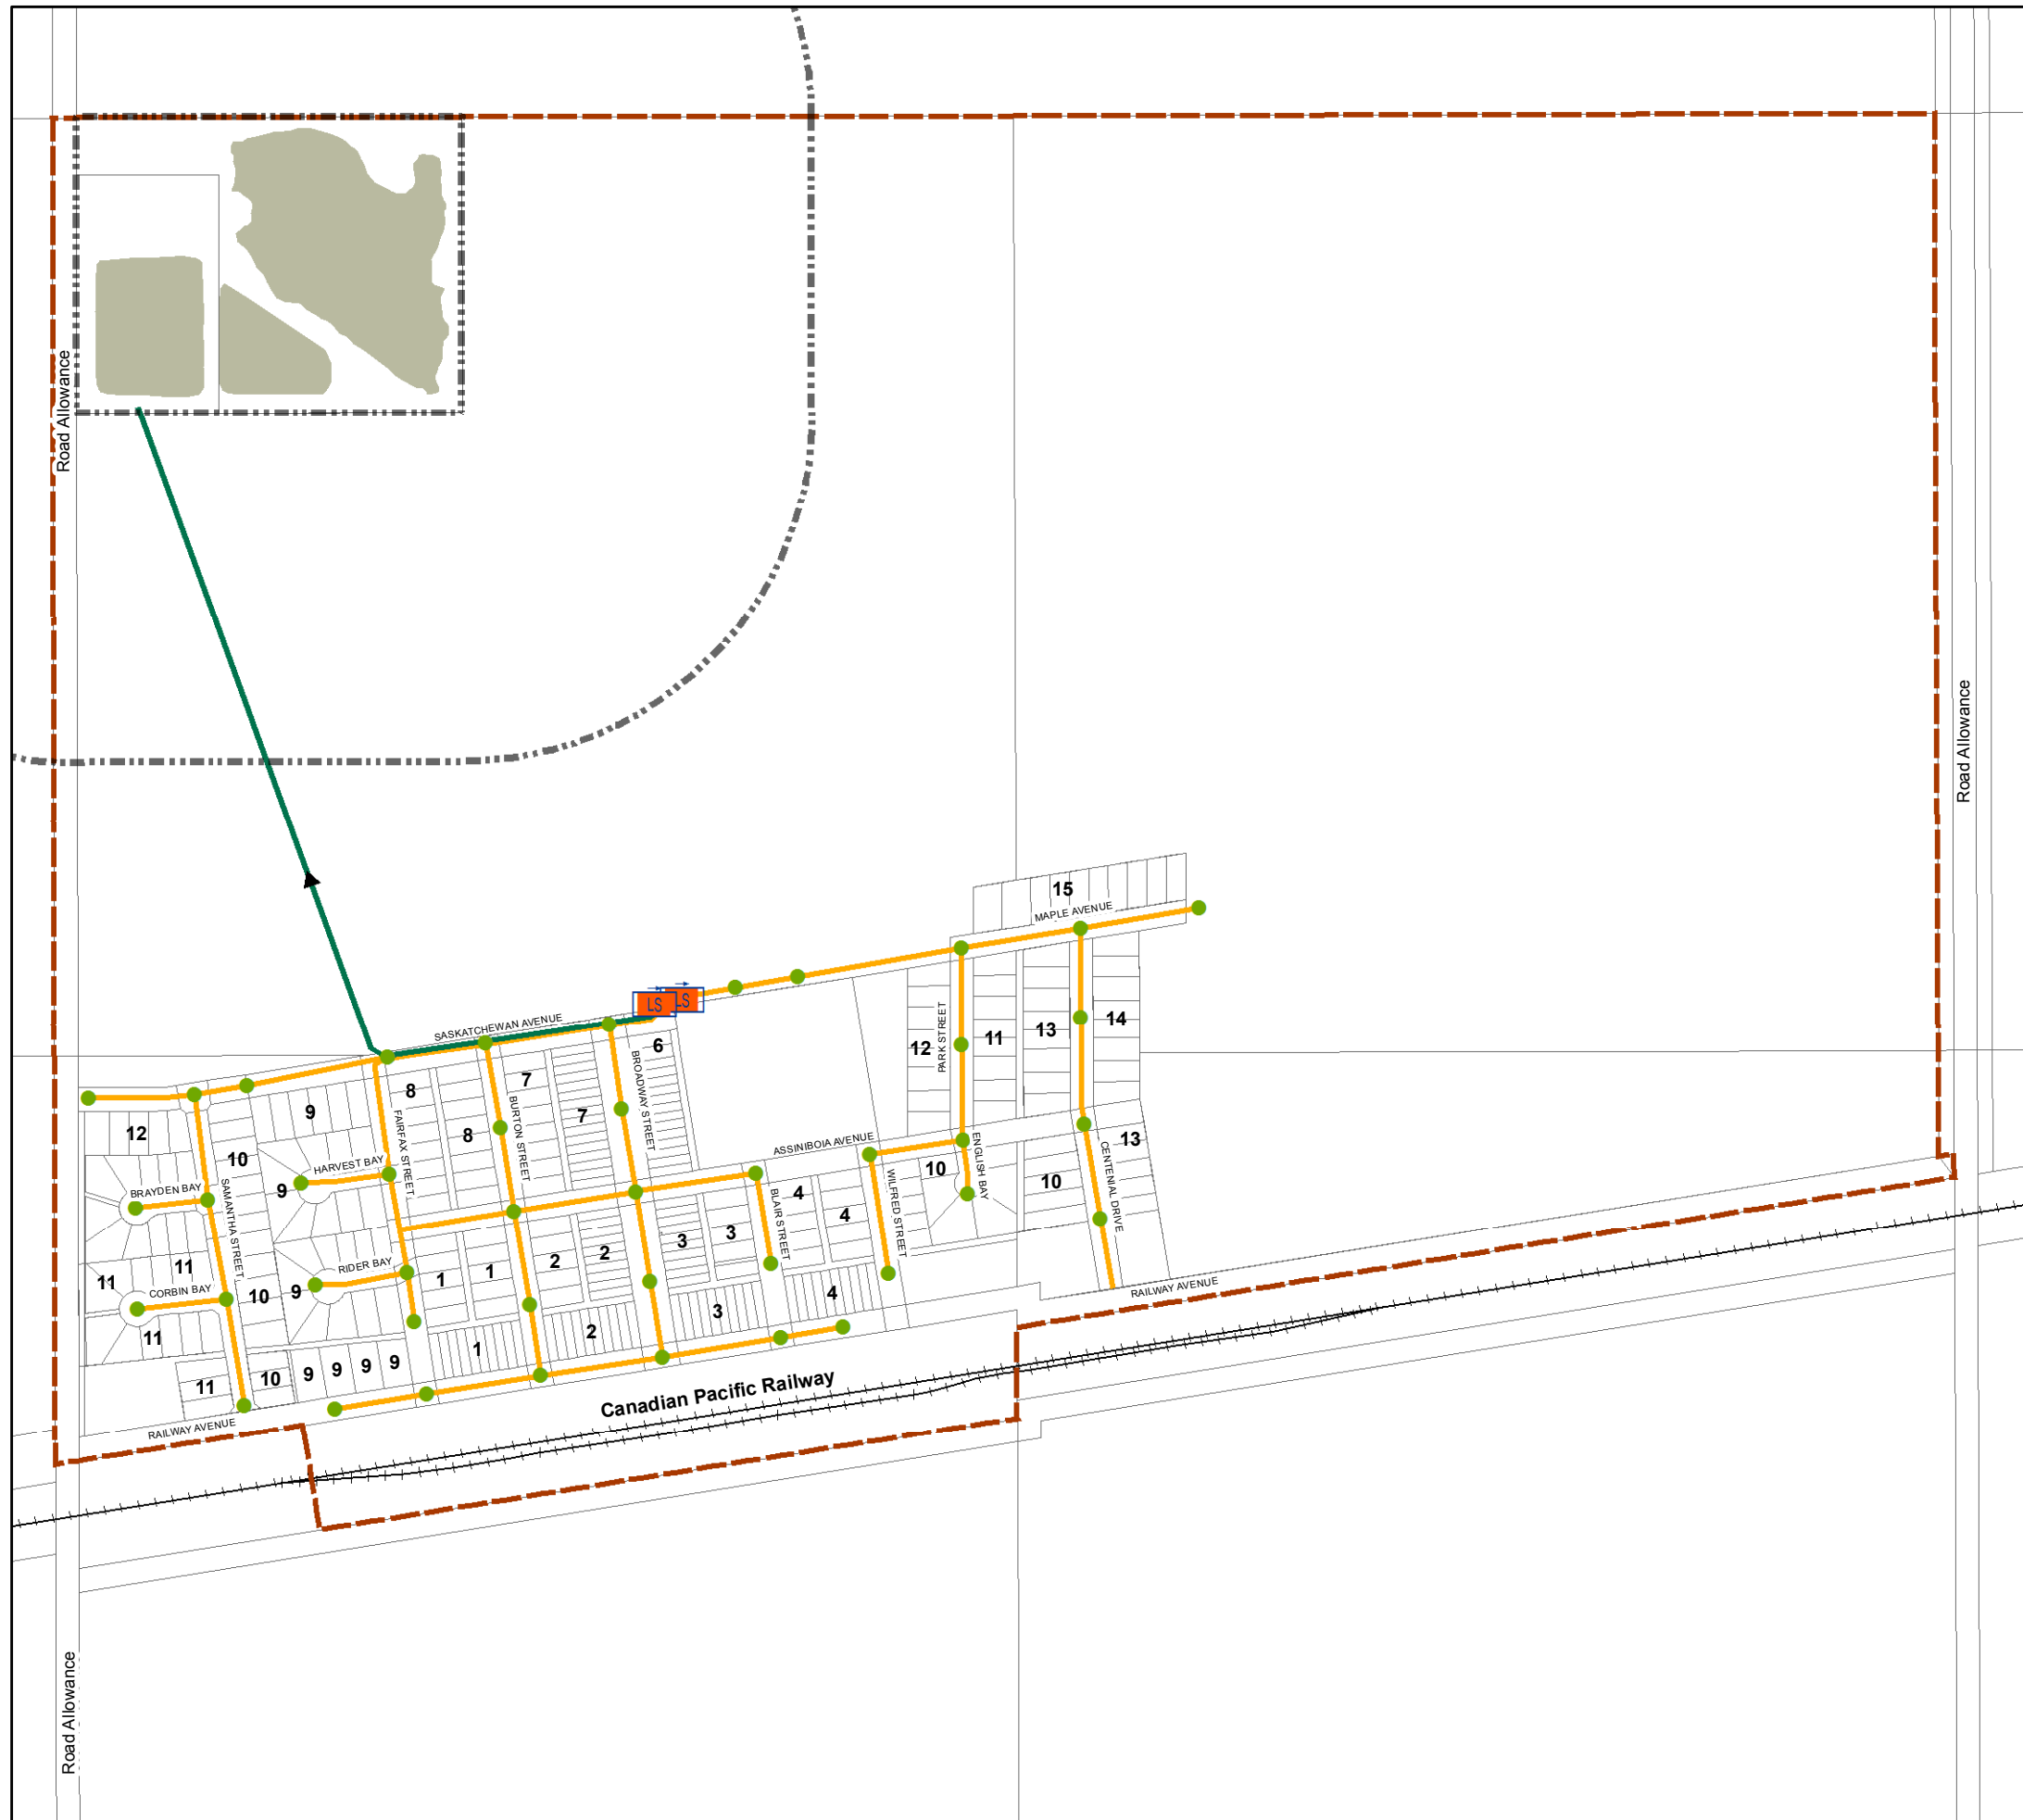 Road Allowance
Road Allowance
15
MAPLE AVENUE
LS
LS
SASKATCHEWAN AVENUE
6
14
13
11
12
PARK STREET
BROADWAY STREET
7
8
9
7
8
BURTON STREET
FAIRFAX STREET
12
10
ASSINIBOIA AVENUE
13
HARVEST BAY
9
BRAYDEN BAY
SAMANTHA STREET
10
ENGLISH BAY
10
CENTENIAL DRIVE
4
4
BLAIR STREET
WILFRED STREET
3
3
2
2
1
1
RIDER BAY
9
11
11
CORBIN BAY
10
11
4
3
2
1
9
9
9
9
10
11
RAILWAY AVENUE
RAILWAY AVENUE
Canadian Pacific Railway
Road Allowance